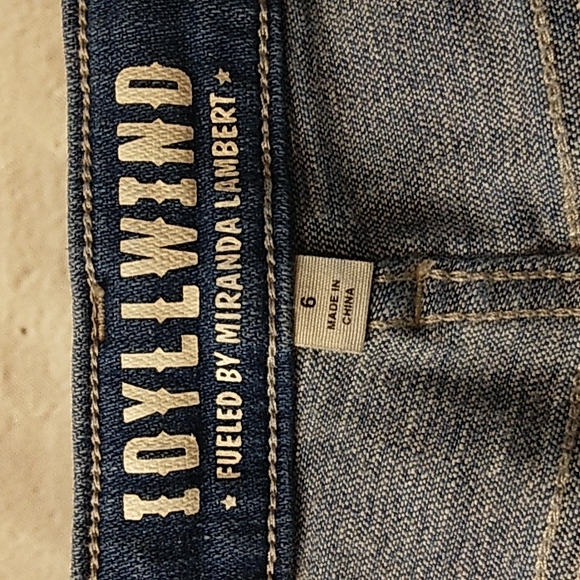 IDYLLWIND
★ FUELED BY MIRANDA LAMBERT ★
6
MADE IN
CHINA